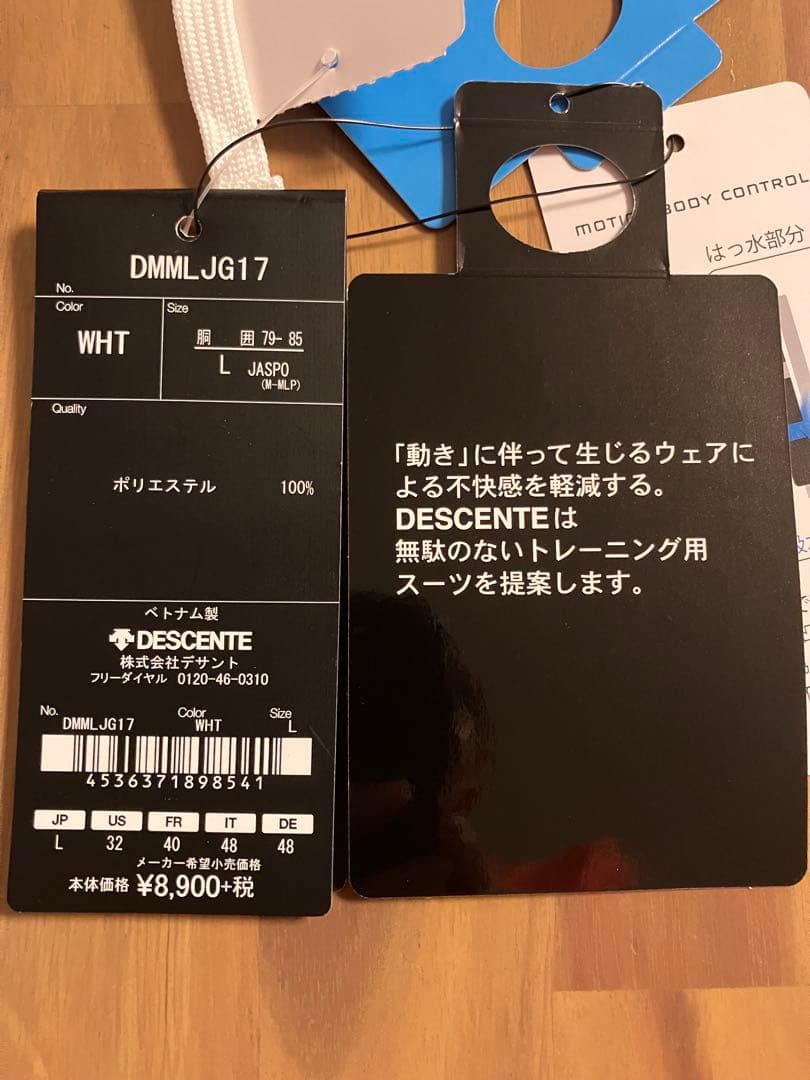 DMMLJG17
No.
Color
WHT
Size
胴 囲 79- 85
L JASPO
(M-MLP)
Quality
ポリエステル 100%
ベトナム製
DESCENTE
株式会社デサント
フリーダイヤル 0120-46-0310
No. Color Size
DMMLJG17 WHT L
4536371898541
JP US FR IT DE
L 32 40 48 48
メーカー希望小売価格
本体価格 ¥8,900+税
「動き」に伴って生じるウェアに
よる不快感を軽減する。
DESCENTEは
無駄のないトレーニング用
スーツを提案します。
BODY CONTROL
はっ水部分